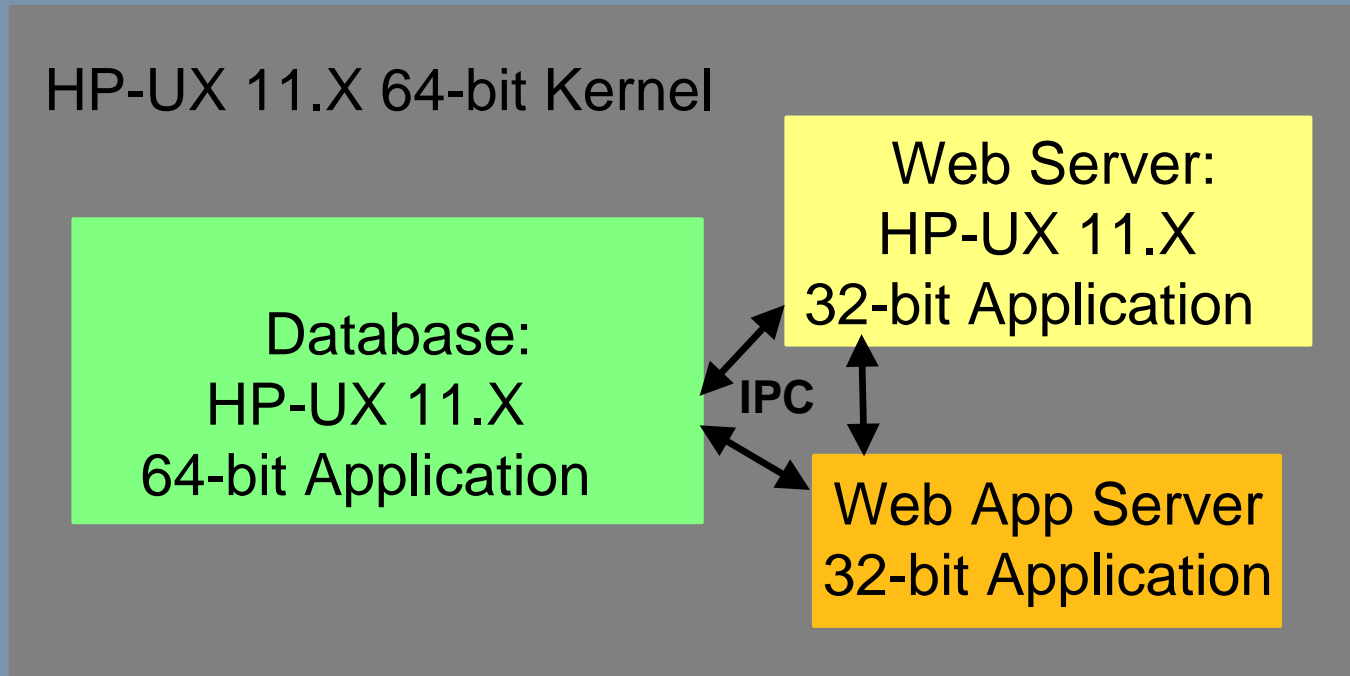 HP-UX 11.X 64-bit Kernel
Web Server:
HP-UX 11.X
32-bit Application
Database:
HP-UX 11.X
64-bit Application
IPC
Web App Server
32-bit Application